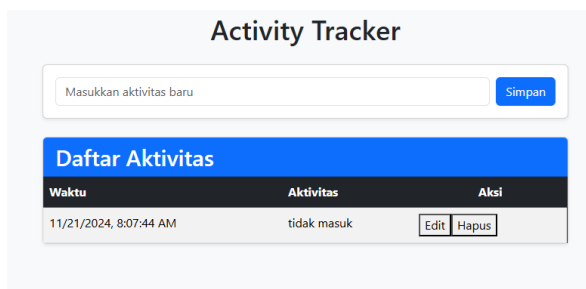 Activity Tracker
Masukkan aktivitas baru
Simpan
Daftar Aktivitas
Waktu Aktivitas Aksi
11/21/2024, 8:07:44 AM tidak masuk Edit Hapus